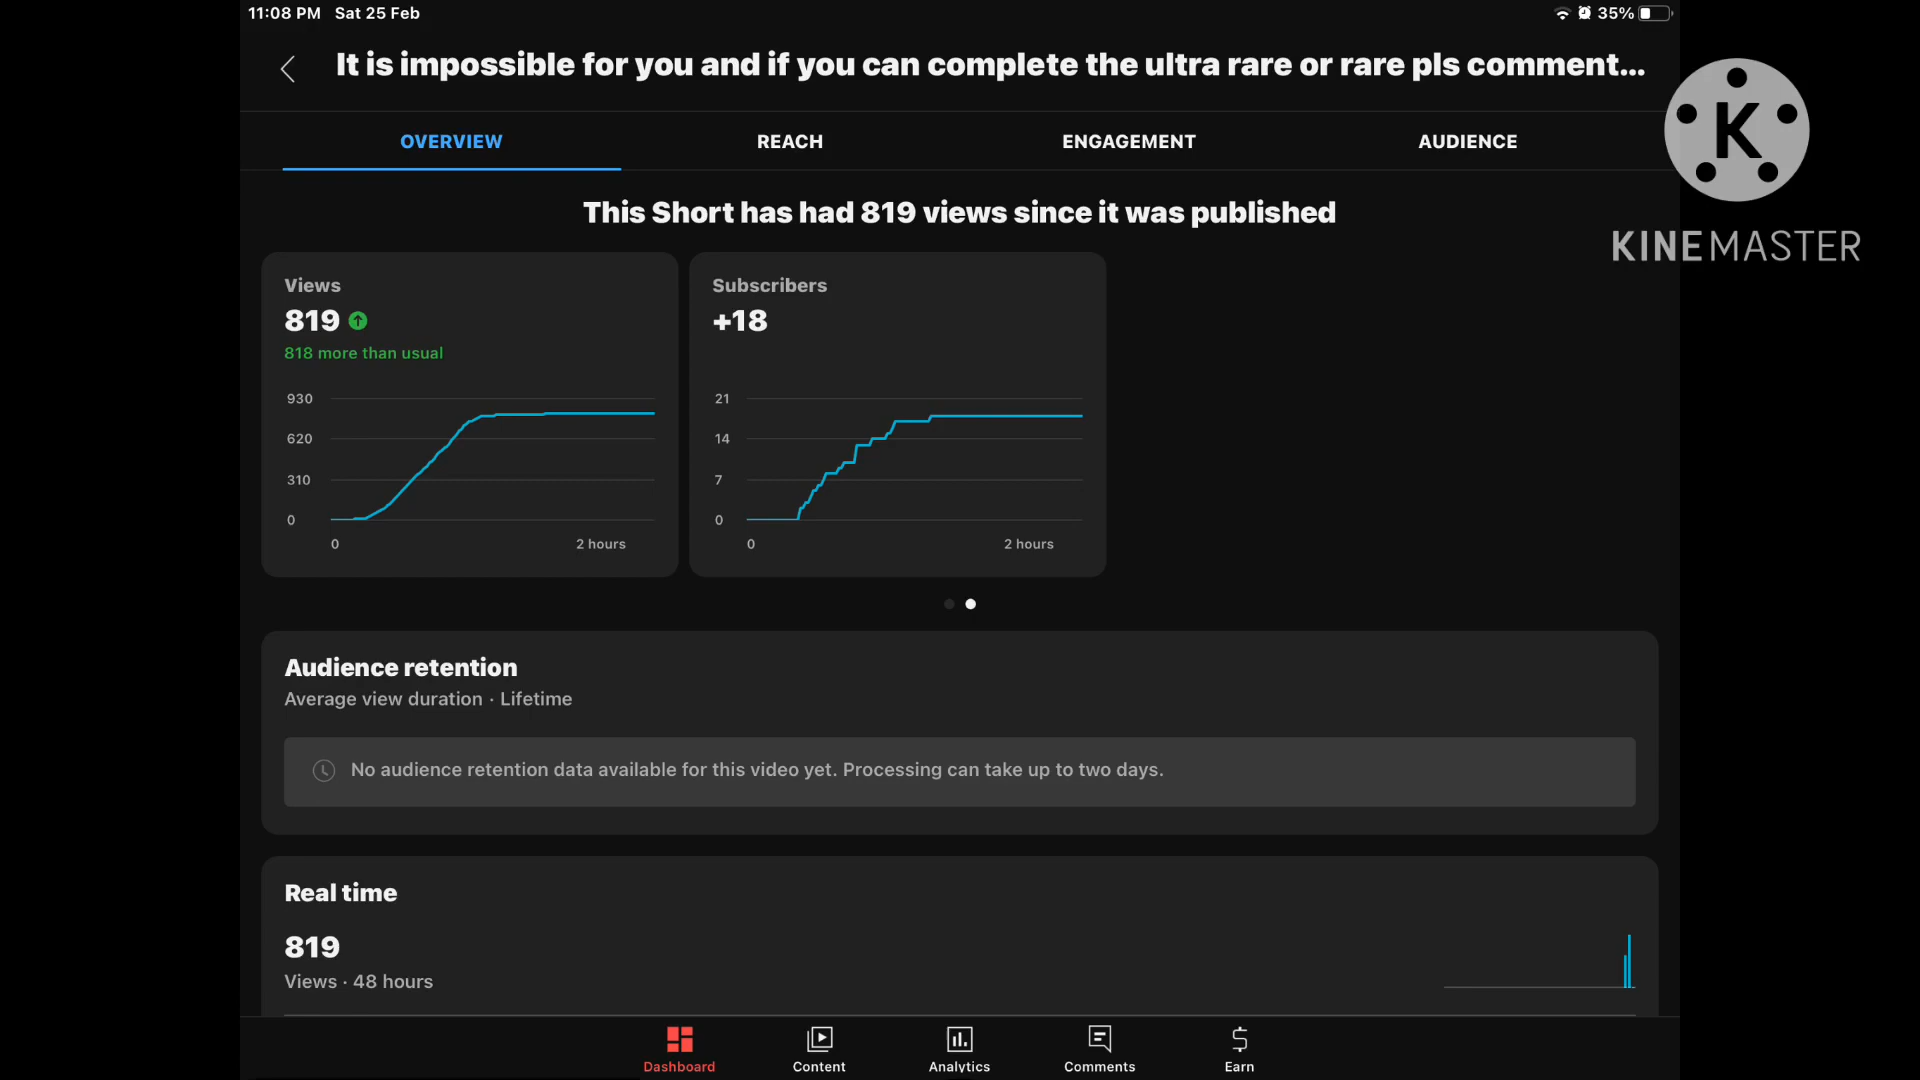 11:08 PM Sat 25 Feb
35%
It is impossible for you and if you can complete the ultra rare or rare pls comment...
OVERVIEW REACH ENGAGEMENT AUDIENCE
K
KINEMASTER
This Short has had 819 views since it was published
Views
819
818 more than usual
930
620
310
0
0 2 hours
Subscribers
+18
21
14
7
0
0 2 hours
Audience retention
Average view duration · Lifetime
No audience retention data available for this video yet. Processing can take up to two days.
Real time
819
Views · 48 hours
Dashboard Content Analytics Comments Earn